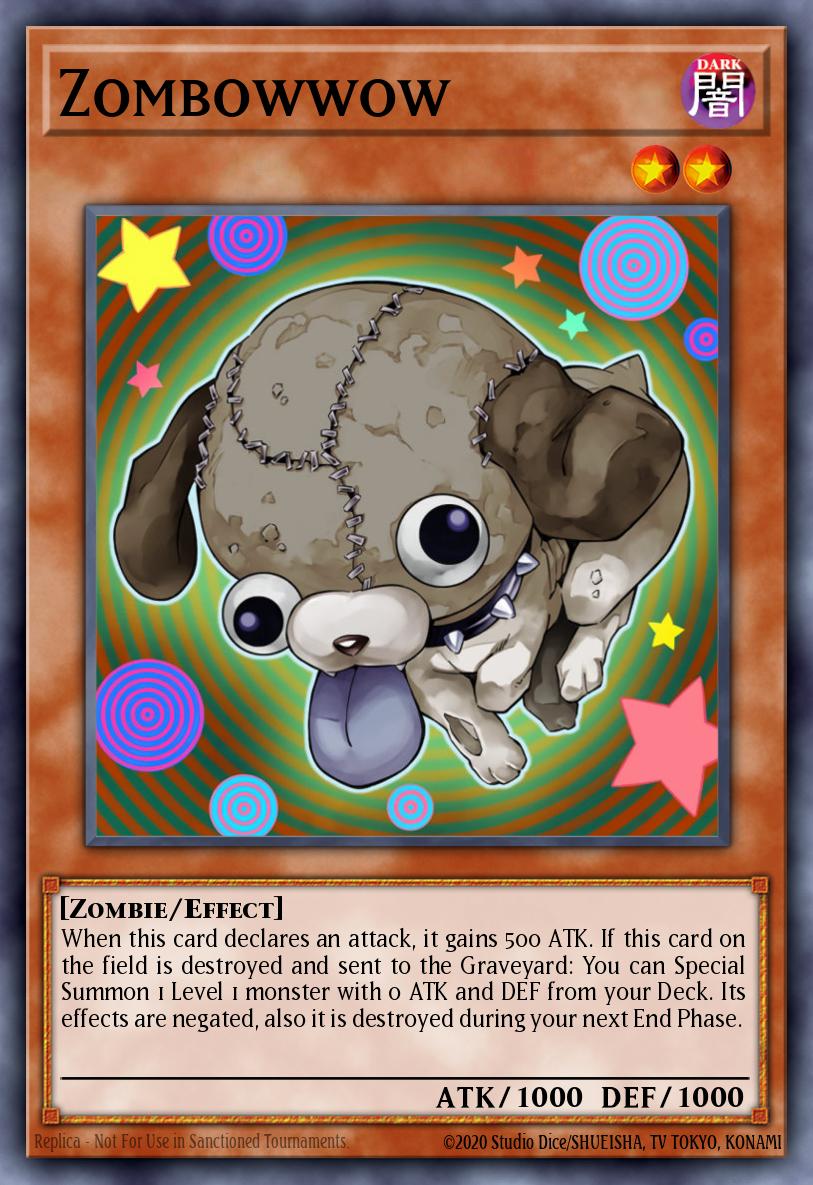 Zombowwow
DARK
闇
[Zombie/Effect]
When this card declares an attack, it gains 500 ATK. If this card on
the field is destroyed and sent to the Graveyard: You can Special
Summon 1 Level 1 monster with 0 ATK and DEF from your Deck. Its
effects are negated, also it is destroyed during your next End Phase.
ATK/1000 DEF/1000
Replica - Not For Use in Sanctioned Tournaments.
©2020 Studio Dice/SHUEISHA, TV TOKYO, KONAMI